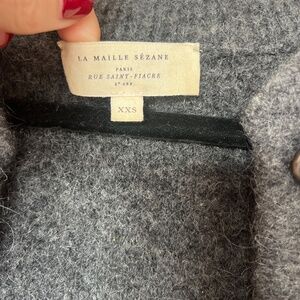 LA MAILLE SÉZANE
PARIS
RUE SAINT-FIACRE
2e ARR.
XXS